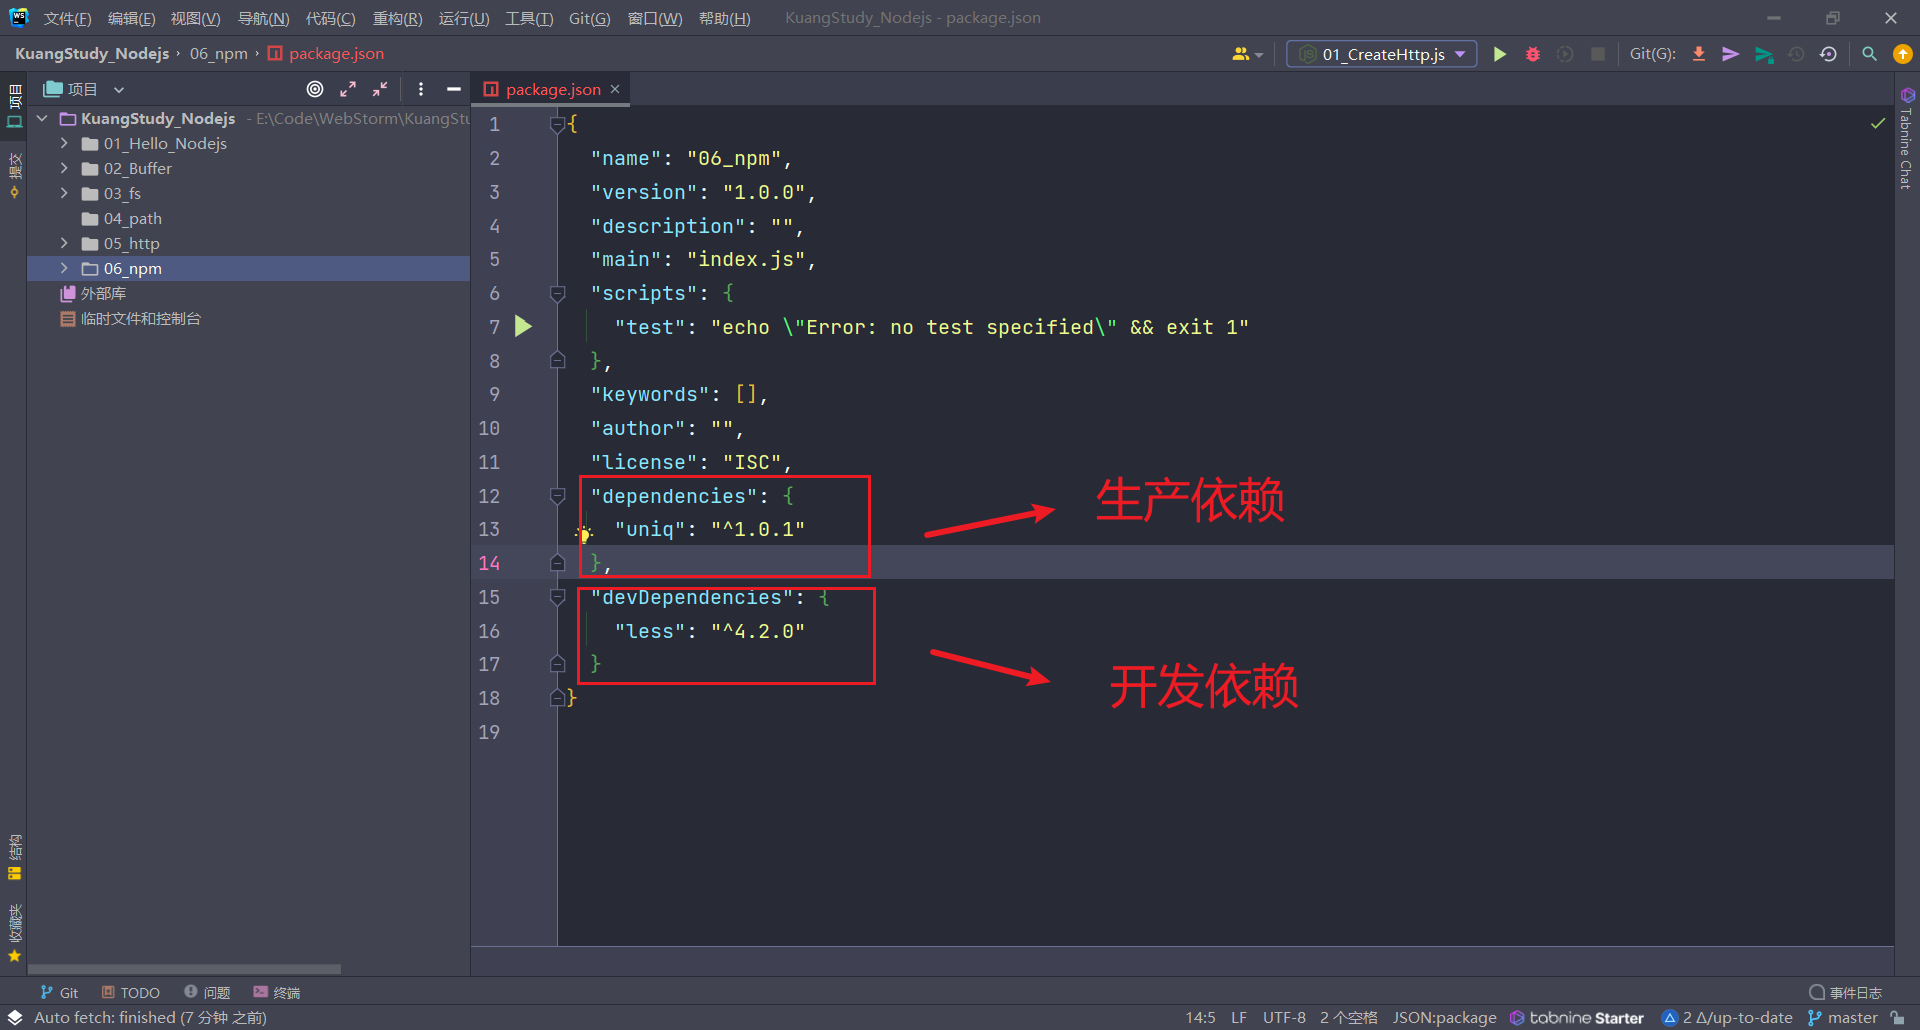 文件(F) 编辑(E) 视图(V) 导航(N) 代码(C) 重构(R) 运行(U) 工具(T) Git(G) 窗口(W) 帮助(H) KuangStudy_Nodejs - package.json
KuangStudy_Nodejs › 06_npm › package.json
01_CreateHttp.js
Git(G):
项目
package.json
KuangStudy_Nodejs - E:\Code\WebStorm\KuangStu
01_Hello_Nodejs
02_Buffer
03_fs
04_path
05_http
06_npm
外部库
临时文件和控制台
项目
提交
结构
收藏夹
Tabnine Chat
1 {
2 "name": "06_npm",
3 "version": "1.0.0",
4 "description": "",
5 "main": "index.js",
6 "scripts": {
7 "test": "echo \"Error: no test specified\" && exit 1"
8 },
9 "keywords": [],
10 "author": "",
11 "license": "ISC",
12 "dependencies": {
13 "uniq": "^1.0.1"
14 },
15 "devDependencies": {
16 "less": "^4.2.0"
17 }
18 }
19
生产依赖
开发依赖
Git TODO 问题 终端 事件日志
Auto fetch: finished (7 分钟 之前) 14:5 LF UTF-8 2 个空格 JSON:package tabnine Starter 2 Δ/up-to-date master